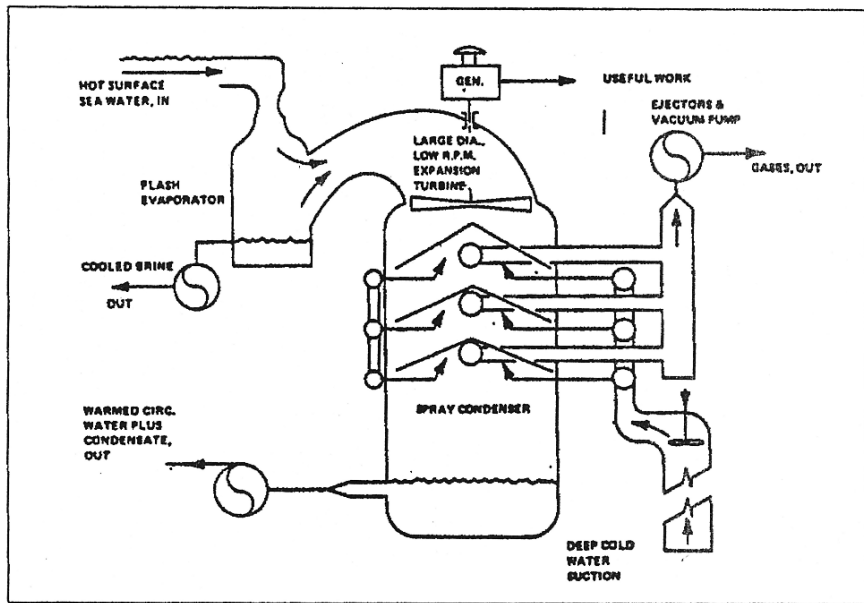 HOT SURFACE
SEA WATER, IN
GEN.
USEFUL WORK
EJECTORS &
VACUUM PUMP
GASES, OUT
LARGE DIA.,
LOW R.P.M.
EXPANSION
TURBINE
FLASH
EVAPORATOR
COOLED BRINE
OUT
SPRAY CONDENSER
WARMED CIRC.
WATER PLUS
CONDENSATE,
OUT
DEEP COLD
WATER
SUCTION